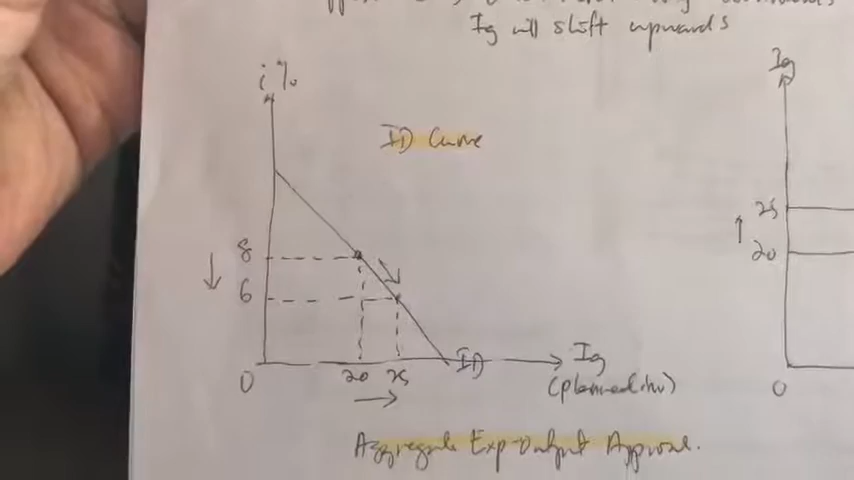 Ig will shift upwards
i%
Ig
ID Curve
25
8
20
6
ID
Ig
0
20 25
(planned inv)
0
Aggregate Exp-Output Approach.